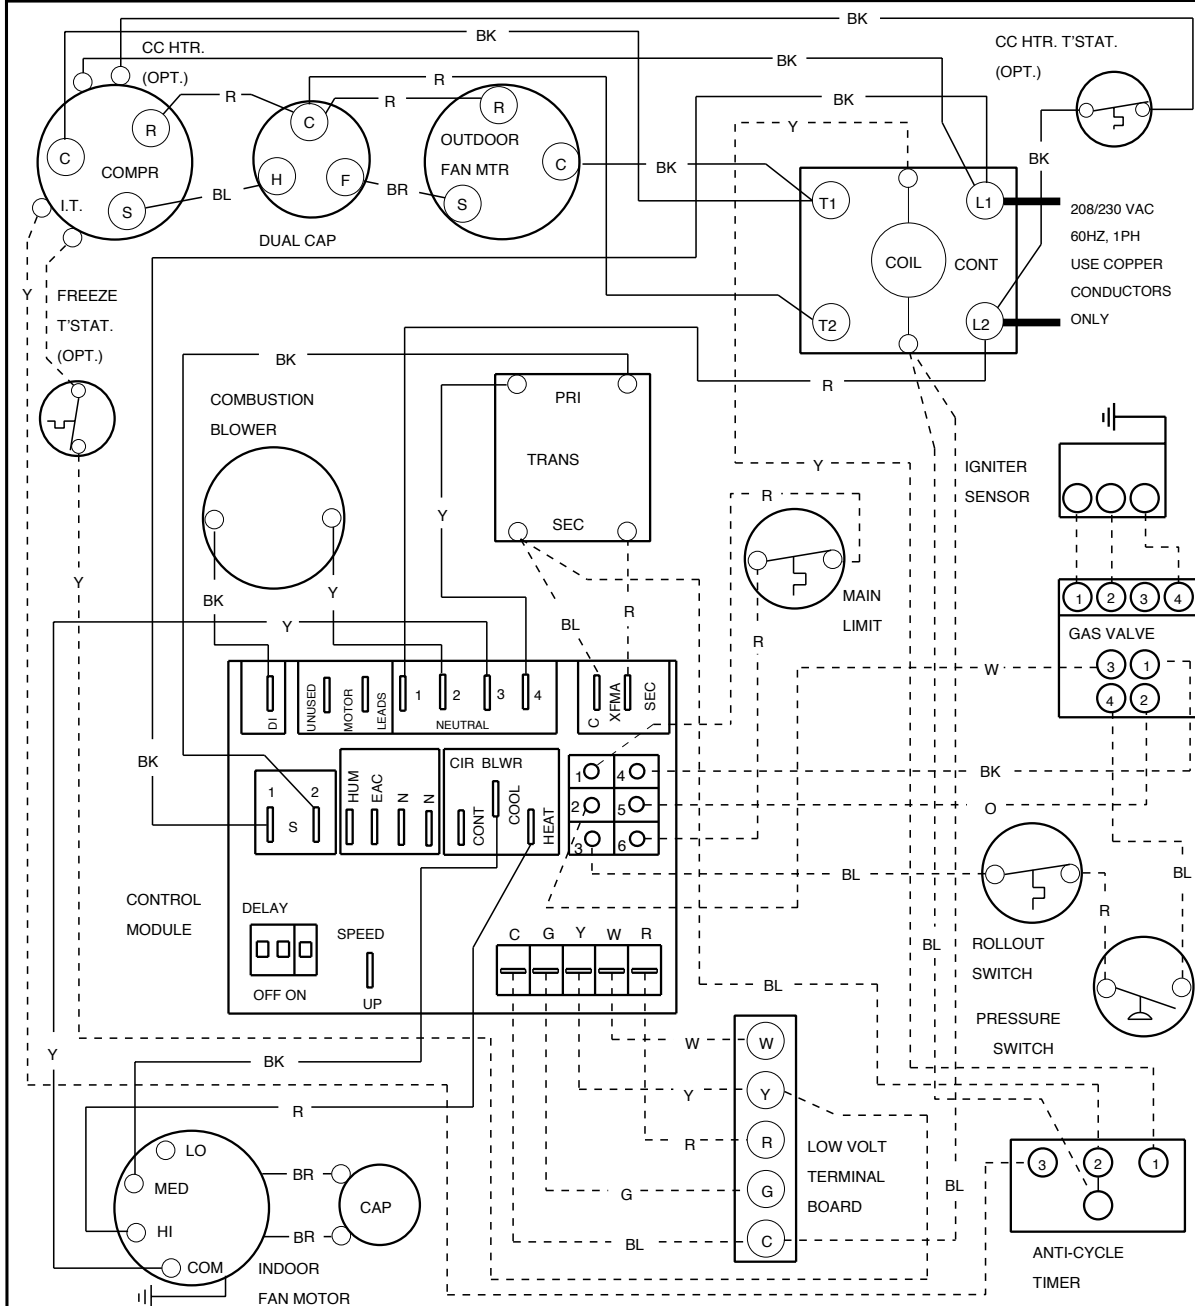 BK
BK
CC HTR.
(OPT.)
CC HTR. T'STAT.
(OPT.)
BK
R
R
R
BK
Y
R
C
R
OUTDOOR
FAN MTR
C
COMPR
C
H
F
S
BK
BK
BL
BR
I.T.
S
DUAL CAP
T1
L1
208/230 VAC
60HZ, 1PH
USE COPPER
CONDUCTORS
ONLY
COIL
CONT
T2
L2
Y
FREEZE
T'STAT.
(OPT.)
BK
R
COMBUSTION
BLOWER
PRI
TRANS
SEC
Y
Y
R
IGNITER
SENSOR
MAIN
LIMIT
Y
BK
Y
Y
BL
R
R
1
2
3
4
GAS VALVE
3
1
4
2
W
DI
UNUSED
MOTOR
LEADS
1
2
3
4
NEUTRAL
C
XFMA
SEC
BK
1
2
S
HUM
EAC
N
N
CIR BLWR
CONT
COOL
HEAT
1
4
2
5
3
6
BK
O
BL
BL
R
ROLLOUT
SWITCH
PRESSURE
SWITCH
CONTROL
MODULE
DELAY
OFF ON
SPEED
UP
C
G
Y
W
R
BL
BL
W
W
Y
Y
R
R
G
G
BL
C
LOW VOLT
TERMINAL
BOARD
BL
Y
BK
R
LO
MED
HI
COM
BR
BR
CAP
INDOOR
FAN MOTOR
3
2
1
ANTI-CYCLE
TIMER